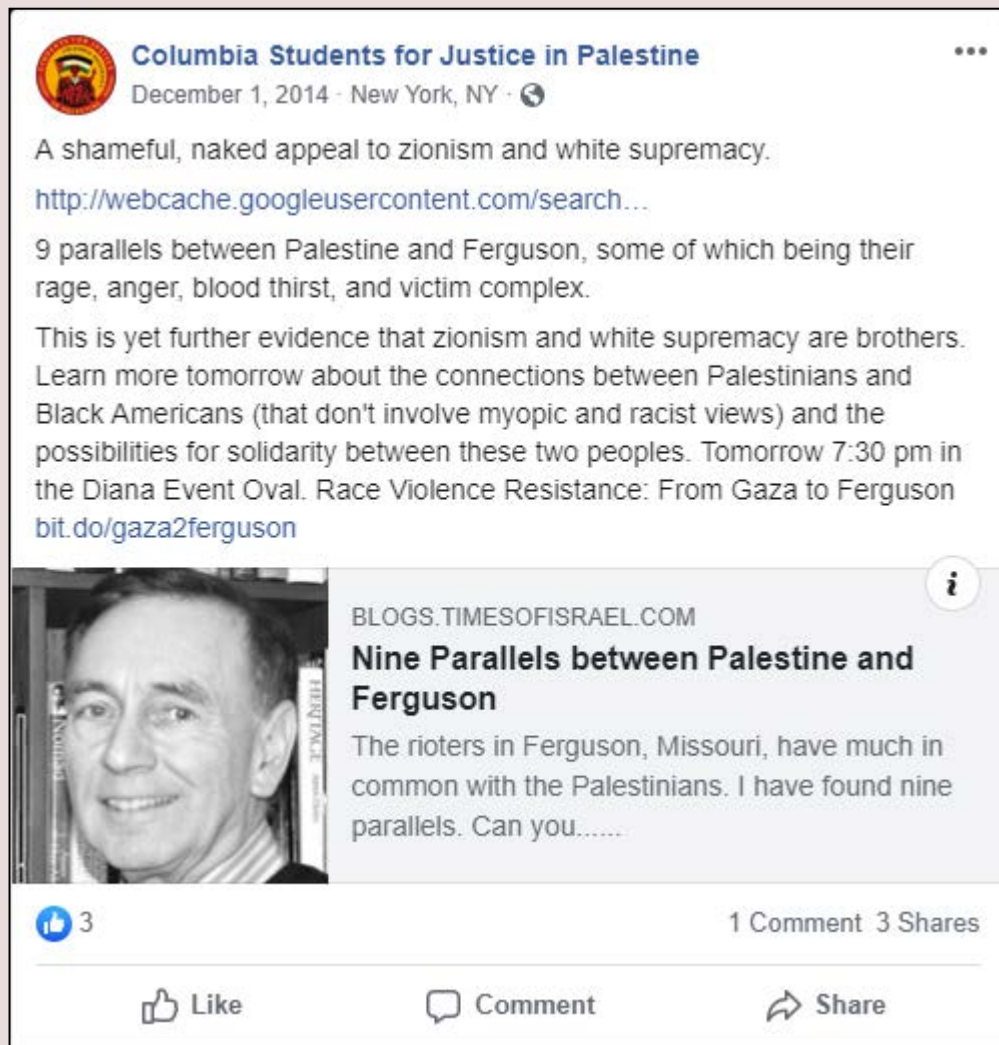 Columbia Students for Justice in Palestine
December 1, 2014 · New York, NY ·
A shameful, naked appeal to zionism and white supremacy.
http://webcache.googleusercontent.com/search...
9 parallels between Palestine and Ferguson, some of which being their
rage, anger, blood thirst, and victim complex.
This is yet further evidence that zionism and white supremacy are brothers.
Learn more tomorrow about the connections between Palestinians and
Black Americans (that don't involve myopic and racist views) and the
possibilities for solidarity between these two peoples. Tomorrow 7:30 pm in
the Diana Event Oval. Race Violence Resistance: From Gaza to Ferguson
bit.do/gaza2ferguson
HERITAGE
BLOGS.TIMESOFISRAEL.COM
Nine Parallels between Palestine and
Ferguson
The rioters in Ferguson, Missouri, have much in
common with the Palestinians. I have found nine
parallels. Can you......
3
1 Comment 3 Shares
Like Comment Share